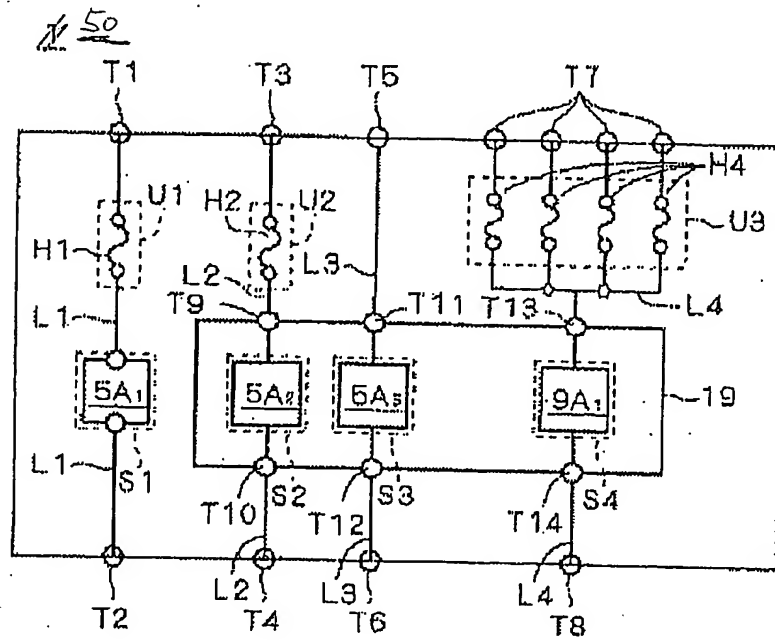 50
T1 T3 T5 T7
H4
U1 H2 U2 U3
H1 L2 L3
L1 T9 T11 T13 L4
5A1 5A2 9A1 19
L1 S1 S2 S3 S4
T10 T12 T14
L2 L3 L4
T2 T4 T6 T8